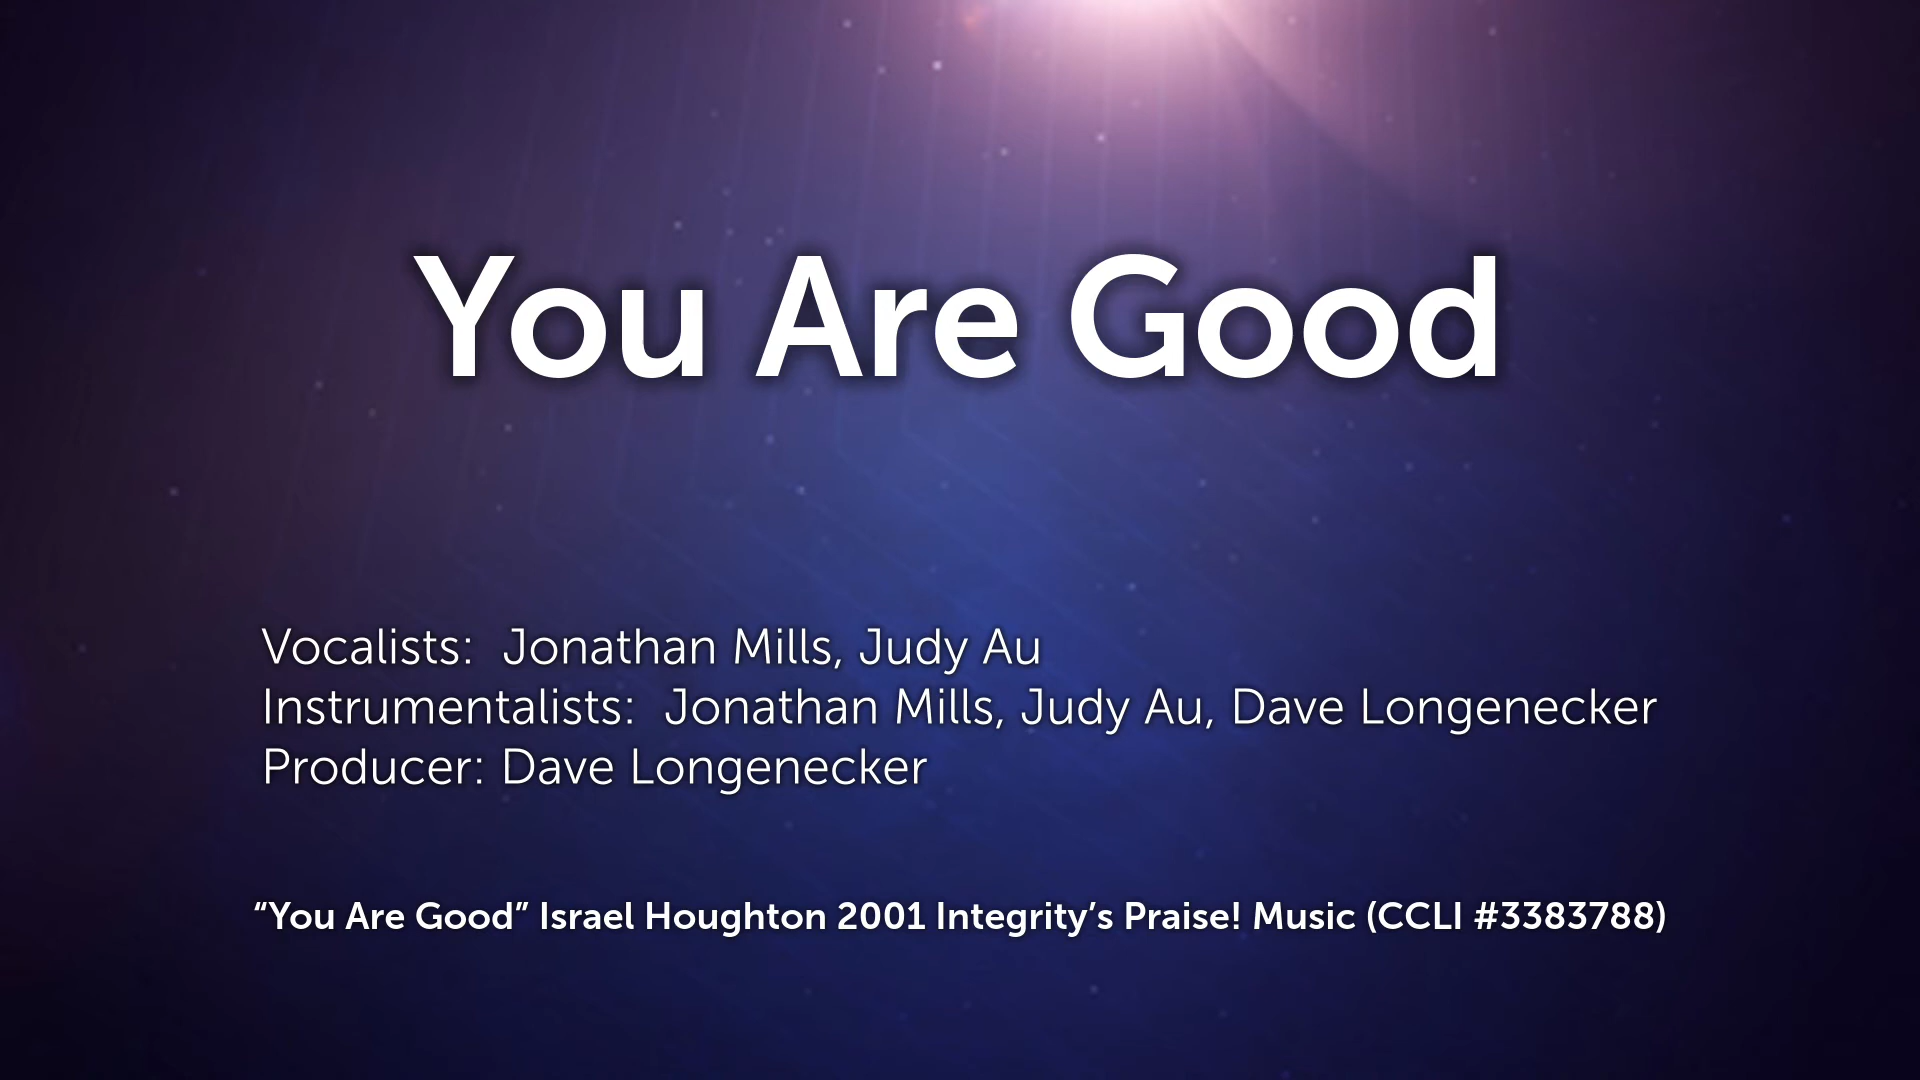 You Are Good
Vocalists:  Jonathan Mills, Judy Au
Instrumentalists:  Jonathan Mills, Judy Au, Dave Longenecker
Producer: Dave Longenecker
“You Are Good” Israel Houghton 2001 Integrity’s Praise! Music (CCLI #3383788)